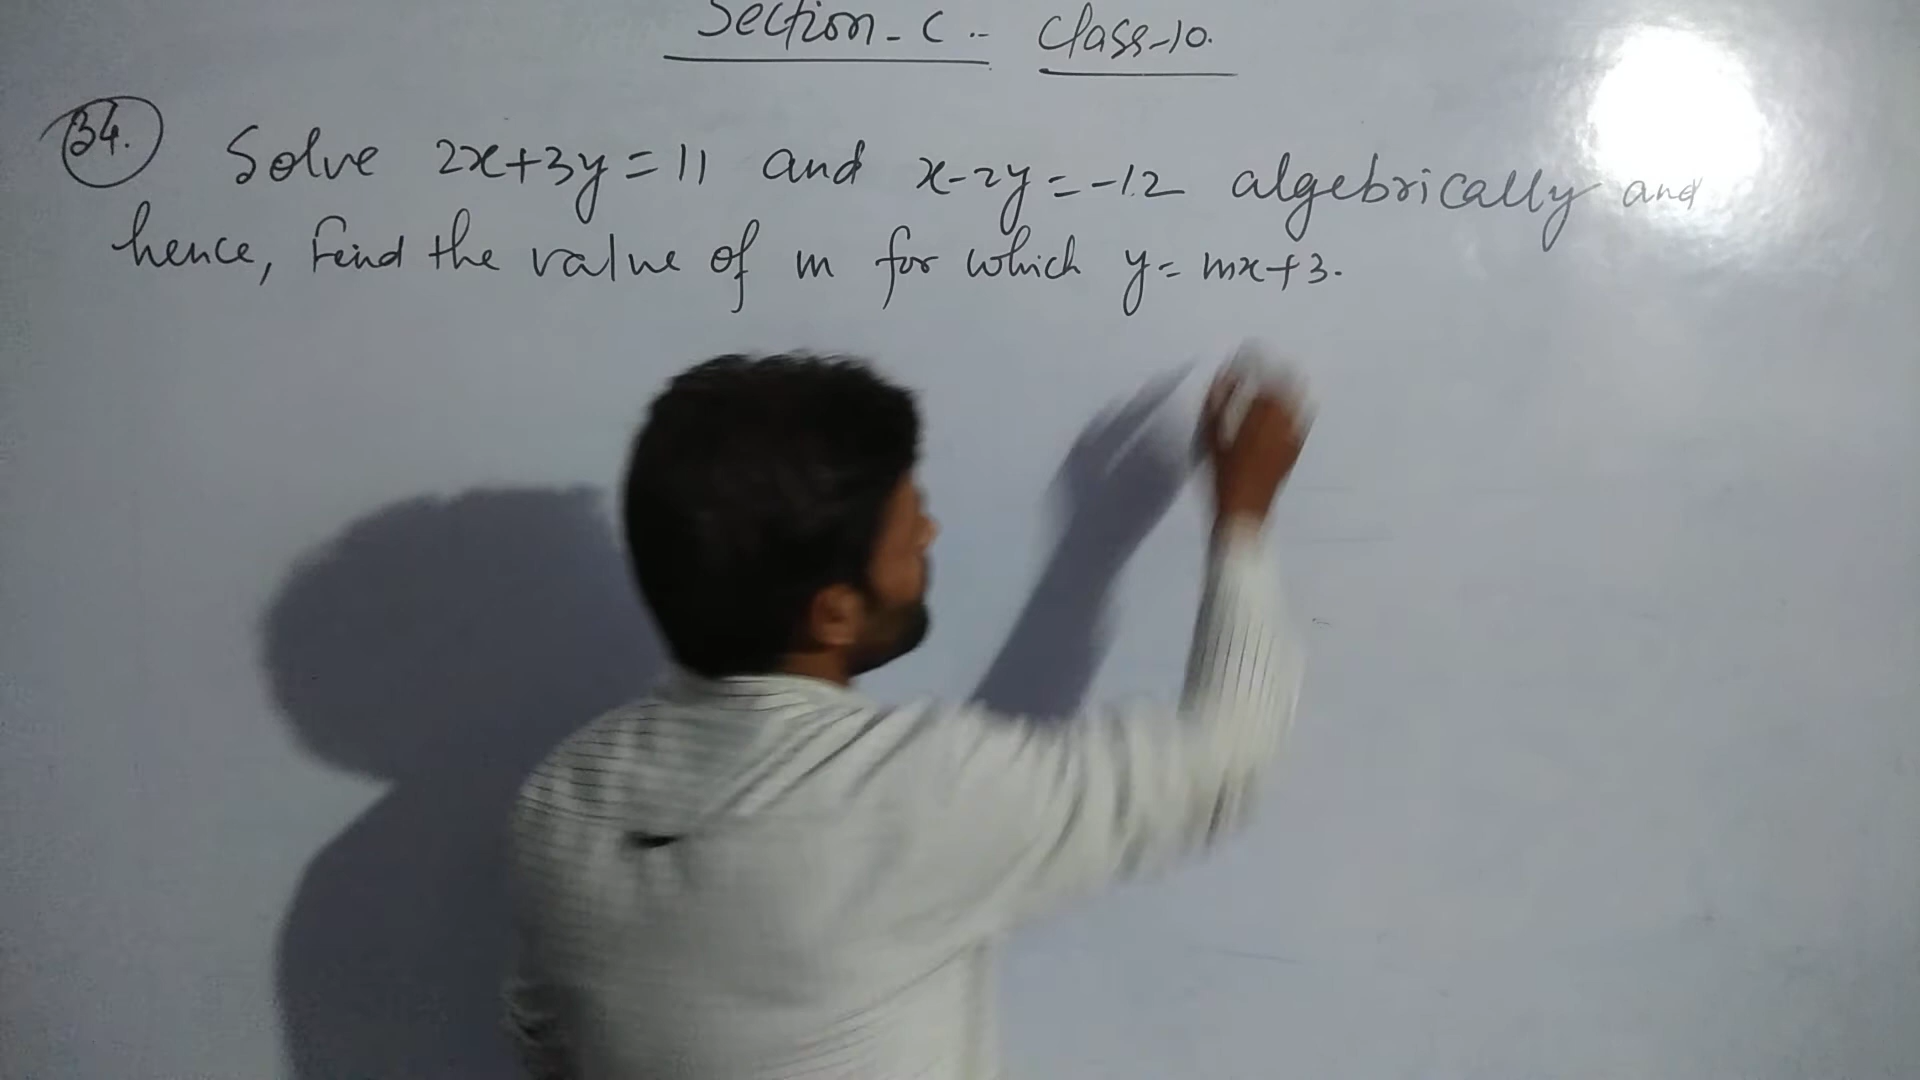 Section - C .. Class-10.
34. Solve 2x+3y=11 and x-2y=-12 algebrically and
hence, Find the value of m for which y=mx+3.